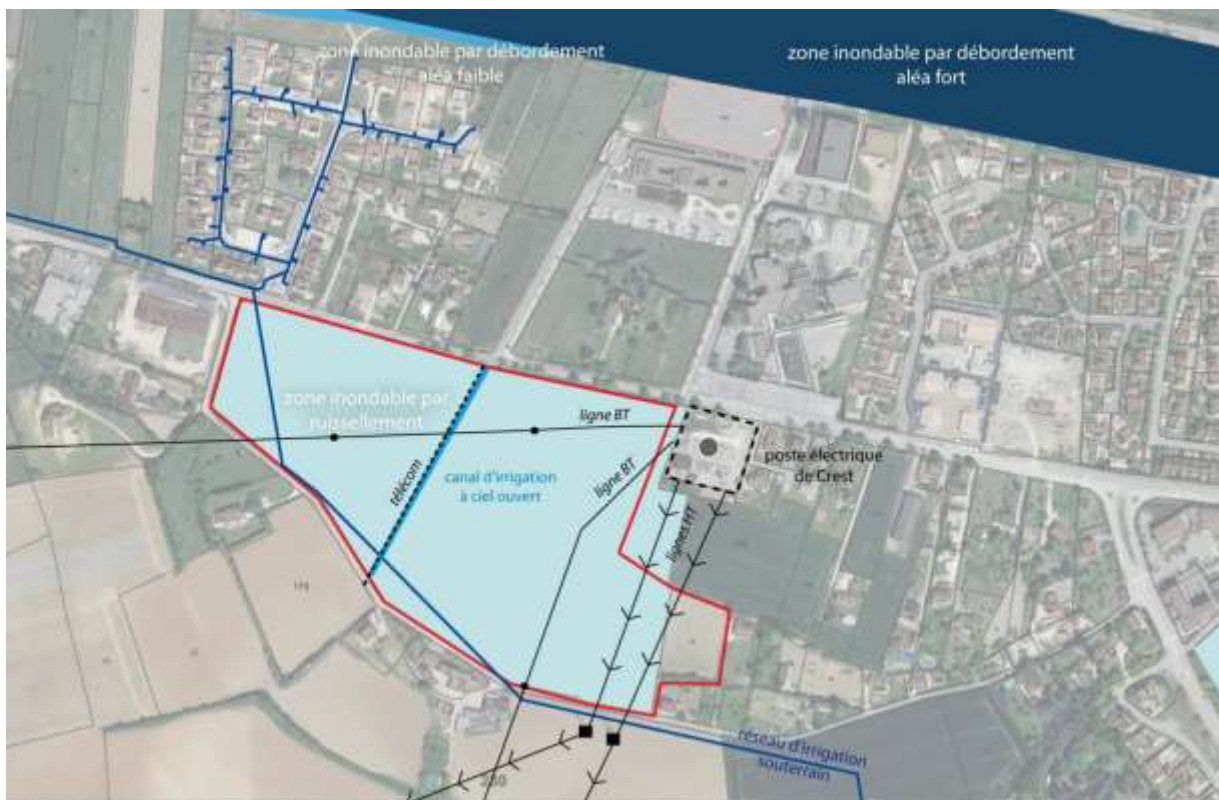 zone inondable par débordement
aléa faible
zone inondable par débordement
aléa fort
zone inondable par
ruissellement
ligne BT
télécom
canal d'irrigation
à ciel ouvert
ligne BT
poste électrique
de Crest
lignes HT
réseau d'irrigation
souterrain